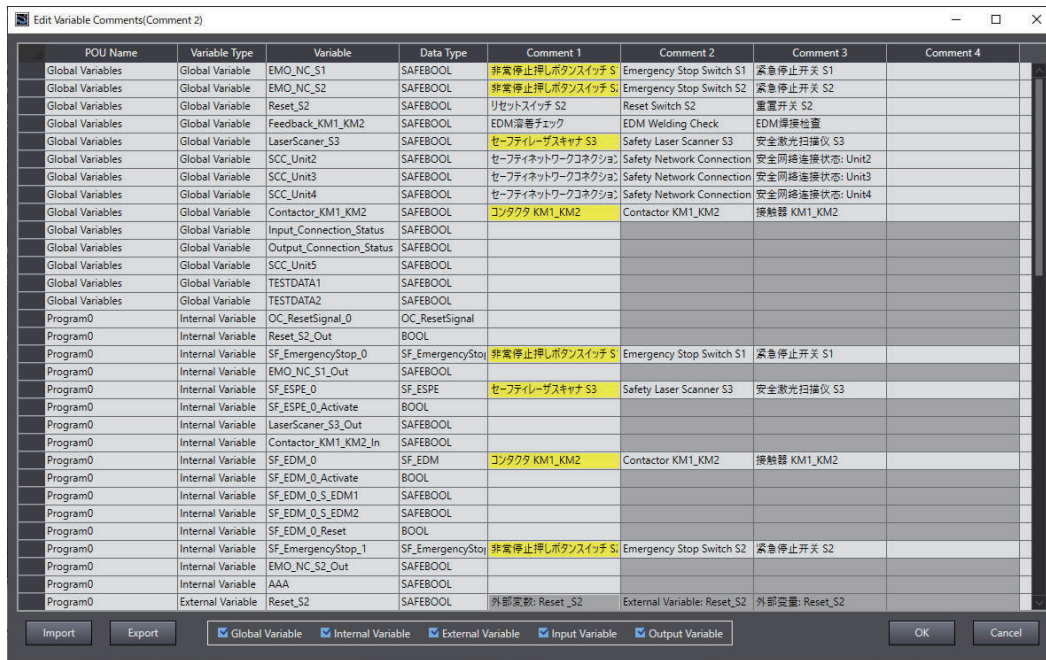 Edit Variable Comments(Comment 2)
POU Name Variable Type Variable Data Type Comment 1 Comment 2 Comment 3 Comment 4
Global Variables Global Variable EMO_NC_S1 SAFEBOOL 非常停止押しボタンスイッチ S Emergency Stop Switch S1 紧急停止开关 S1
Global Variables Global Variable EMO_NC_S2 SAFEBOOL 非常停止押しボタンスイッチ S Emergency Stop Switch S2 紧急停止开关 S2
Global Variables Global Variable Reset_S2 SAFEBOOL リセットスイッチ S2 Reset Switch S2 重置开关 S2
Global Variables Global Variable Feedback_KM1_KM2 SAFEBOOL EDM溶着チェック EDM Welding Check EDM焊接检查
Global Variables Global Variable LaserScaner_S3 SAFEBOOL セーフティレーザスキャナ S3 Safety Laser Scanner S3 安全激光扫描仪 S3
Global Variables Global Variable SCC_Unit2 SAFEBOOL セーフティネットワークコネクション Safety Network Connection 安全网络连接状态: Unit2
Global Variables Global Variable SCC_Unit3 SAFEBOOL セーフティネットワークコネクション Safety Network Connection 安全网络连接状态: Unit3
Global Variables Global Variable SCC_Unit4 SAFEBOOL セーフティネットワークコネクション Safety Network Connection 安全网络连接状态: Unit4
Global Variables Global Variable Contactor_KM1_KM2 SAFEBOOL コンタクタ KM1_KM2 Contactor KM1_KM2 接触器 KM1_KM2
Global Variables Global Variable Input_Connection_Status SAFEBOOL
Global Variables Global Variable Output_Connection_Status SAFEBOOL
Global Variables Global Variable SCC_Unit5 SAFEBOOL
Global Variables Global Variable TESTDATA1 SAFEBOOL
Global Variables Global Variable TESTDATA2 SAFEBOOL
Program0 Internal Variable OC_ResetSignal_0 OC_ResetSignal
Program0 Internal Variable Reset_S2_Out BOOL
Program0 Internal Variable SF_EmergencyStop_0 SF_EmergencyStop 非常停止押しボタンスイッチ S Emergency Stop Switch S1 紧急停止开关 S1
Program0 Internal Variable EMO_NC_S1_Out SAFEBOOL
Program0 Internal Variable SF_ESPE_0 SF_ESPE セーフティレーザスキャナ S3 Safety Laser Scanner S3 安全激光扫描仪 S3
Program0 Internal Variable SF_ESPE_0_Activate BOOL
Program0 Internal Variable LaserScaner_S3_Out SAFEBOOL
Program0 Internal Variable Contactor_KM1_KM2_In SAFEBOOL
Program0 Internal Variable SF_EDM_0 SF_EDM コンタクタ KM1_KM2 Contactor KM1_KM2 接触器 KM1_KM2
Program0 Internal Variable SF_EDM_0_Activate BOOL
Program0 Internal Variable SF_EDM_0_S_EDM1 SAFEBOOL
Program0 Internal Variable SF_EDM_0_S_EDM2 SAFEBOOL
Program0 Internal Variable SF_EDM_0_Reset BOOL
Program0 Internal Variable SF_EmergencyStop_1 SF_EmergencyStop 非常停止押しボタンスイッチ S Emergency Stop Switch S2 紧急停止开关 S2
Program0 Internal Variable EMO_NC_S2_Out SAFEBOOL
Program0 Internal Variable AAA SAFEBOOL
Program0 External Variable Reset_S2 SAFEBOOL 外部変数: Reset _S2 External Variable: Reset_S2 外部变量: Reset_S2
Import Export Global Variable Internal Variable External Variable Input Variable Output Variable OK Cancel